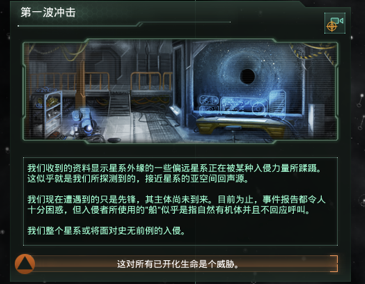 第一波冲击
我们收到的资料显示星系外缘的一些偏远星系正在被某种入侵力量所蹂躏。
这似乎就是我们所探测到的，接近星系的亚空间回声源。
我们现在遭遇到的只是先锋，其主体尚未到来。目前为止，事件报告都令人
十分困惑，但入侵者所使用的“船”似乎是指自然有机体并且不回应呼叫。
我们整个星系或将面对史无前例的入侵。
这对所有已开化生命是个威胁。